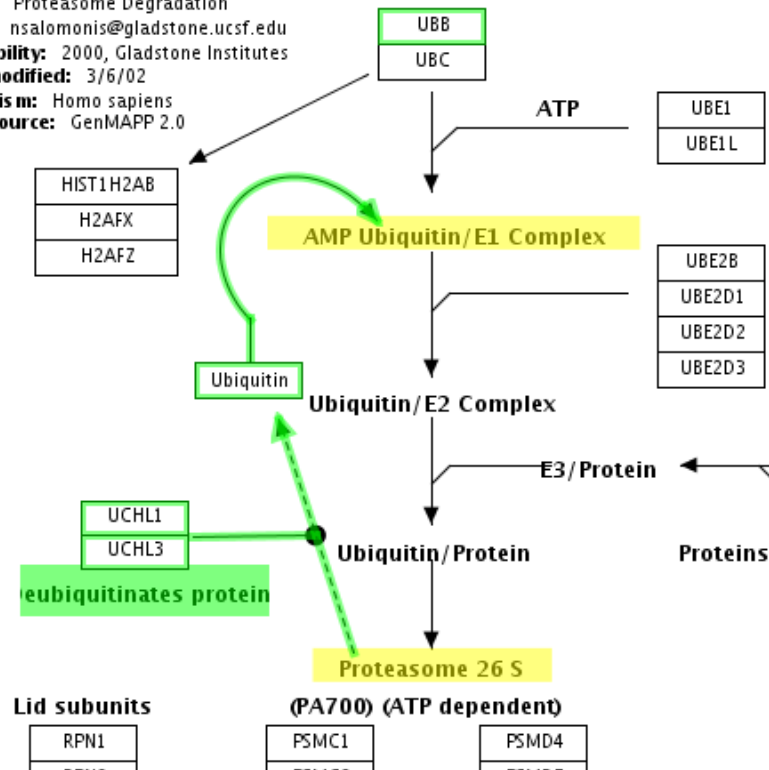 Proteasome Degradation
nsalomonis@gladstone.ucsf.edu
bility: 2000, Gladstone Institutes
nodified: 3/6/02
is m: Homo sapiens
ource: GenMAPP 2.0
UBB
UBC
ATP
UBE1
UBE1L
HIST1H2AB
H2AFX
H2AFZ
AMP Ubiquitin/E1 Complex
UBE2B
UBE2D1
UBE2D2
UBE2D3
Ubiquitin
Ubiquitin/E2 Complex
E3/Protein
UCHL1
UCHL3
Ubiquitin/Protein
Proteins
eubiquitinates protein
Proteasome 26 S
Lid subunits
(PA700) (ATP dependent)
RPN1
PSMC1
PSMD4